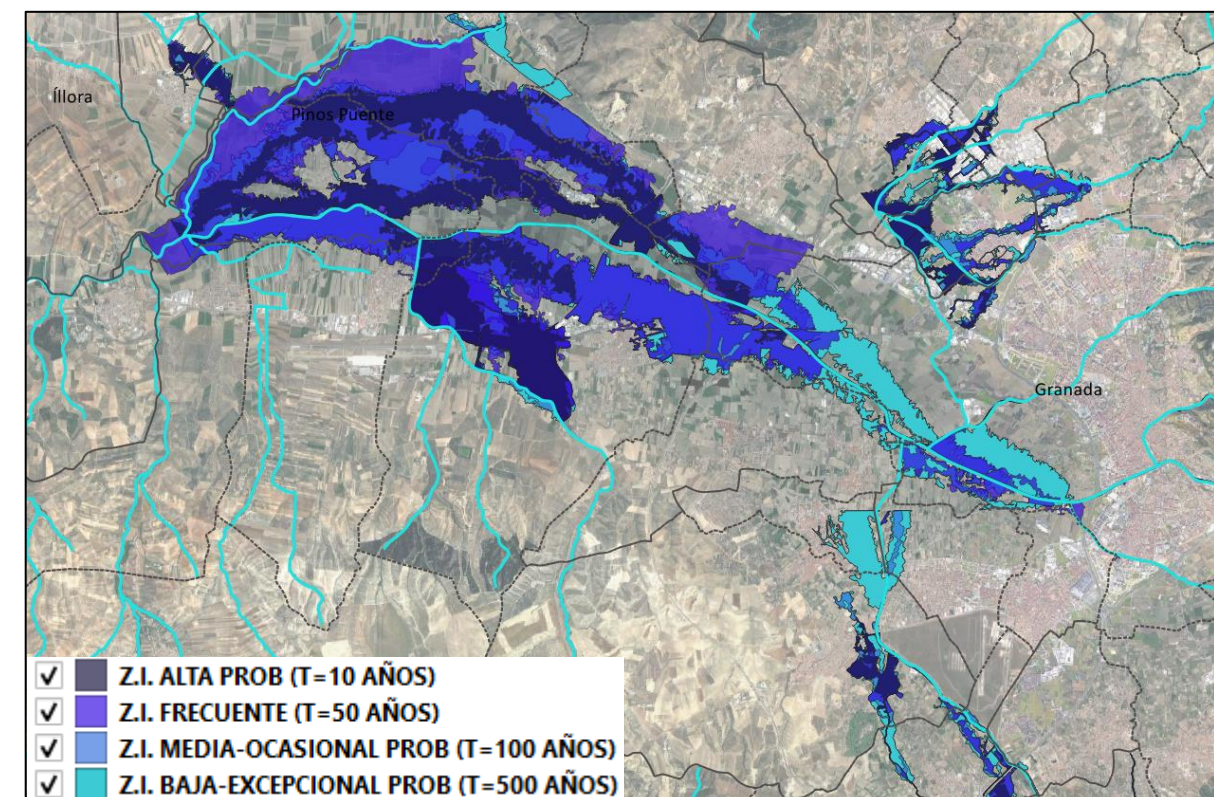 Íllora
Pinos Puente
Granada
Z.I. ALTA PROB (T=10 AÑOS)
Z.I. FRECUENTE (T=50 AÑOS)
Z.I. MEDIA-OCASIONAL PROB (T=100 AÑOS)
Z.I. BAJA-EXCEPCIONAL PROB (T=500 AÑOS)